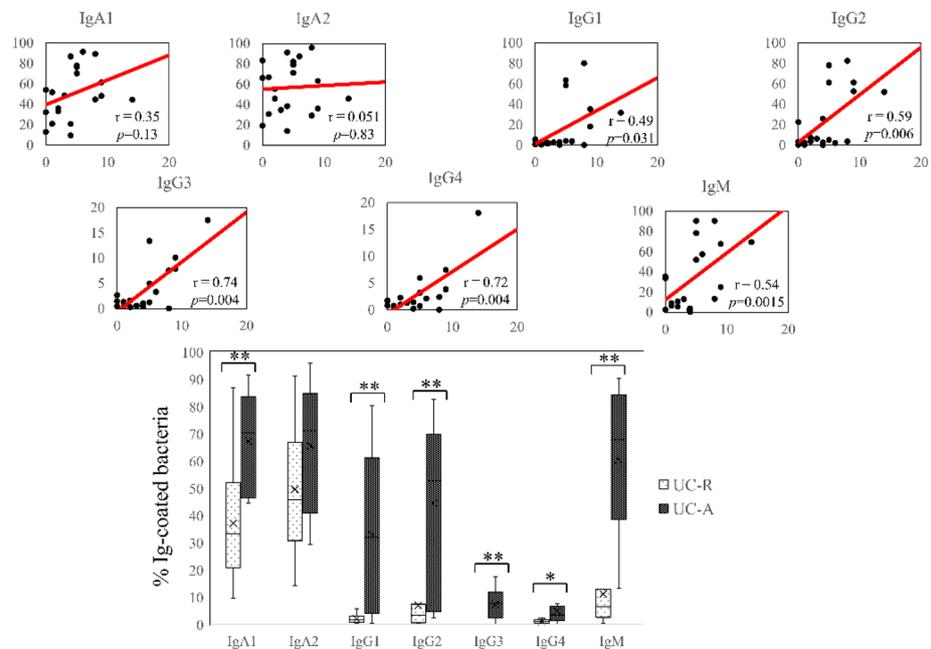 IgA1 IgA2 IgG1 IgG2
100 100 100 100
80 80 80 80
60 60 60 60
40 40 40 40
20 20 20 20
0 0 0 0
r = 0.35 r = 0.051 r = 0.49 r = 0.59
p=0.13 p=0.83 p=0.031 p=0.006
0 10 20 0 10 20 0 10 20 0 10 20
IgG3 IgG4 IgM
20 20 100
15 15 80
10 10 60
5 5 40
0 0 20
0
r = 0.74 r = 0.72 r=0.54
p=0.004 p=0.004 p=0.0015
0 10 20 0 10 20 0 10 20
% Ig-coated bacteria
100
90
80
70
60
50
40
30
20
10
0
** ** ** ** * **
IgA1 IgA2 IgG1 IgG2 IgG3 IgG4 IgM
UC-R
UC-A